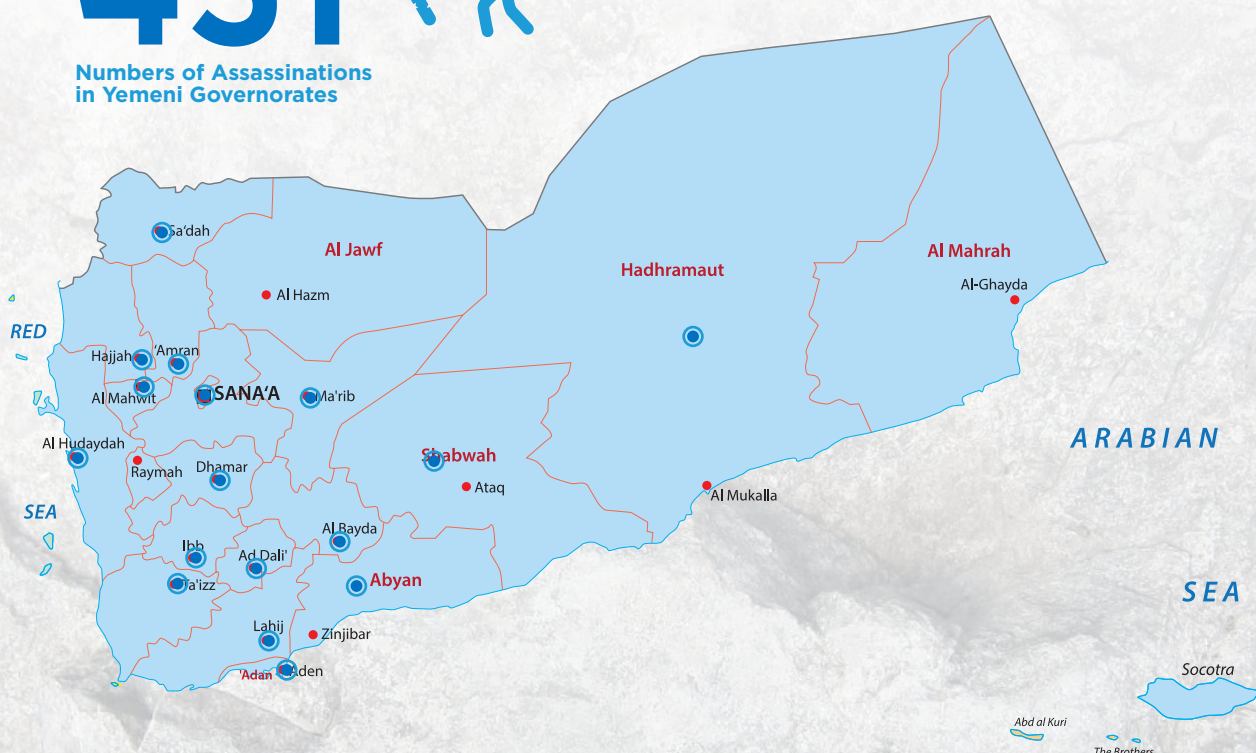 Numbers of Assassinations
in Yemeni Governorates
Sa‘dah
Al Jawf
Al Hazm
Hadhramaut
Al Mahrah
Al-Ghayda
RED
Hajjah
‘Amran
Al Mahwit
SANA‘A
Ma'rib
Al Hudaydah
Raymah
Dhamar
Shabwah
Ataq
Al Mukalla
ARABIAN
SEA
Al Bayda
Ibb
Ad Dali'
Ta'izz
Abyan
SEA
Lahij
Zinjibar
'Adan
Aden
Socotra
Abd al Kuri
The Brothers